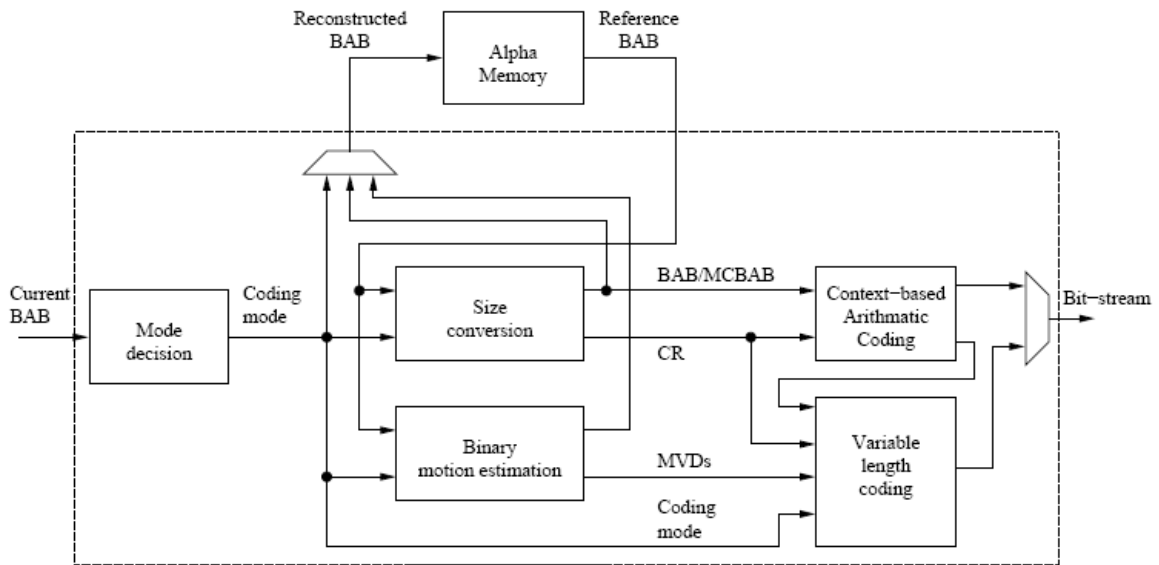 Reconstructed
BAB
Reference
BAB
Alpha
Memory
Current
BAB
Mode
decision
Coding
mode
Size
conversion
BAB/MCBAB
CR
Context-based
Arithmatic
Coding
Bit-stream
Binary
motion estimation
MVDs
Coding
mode
Variable
length
coding